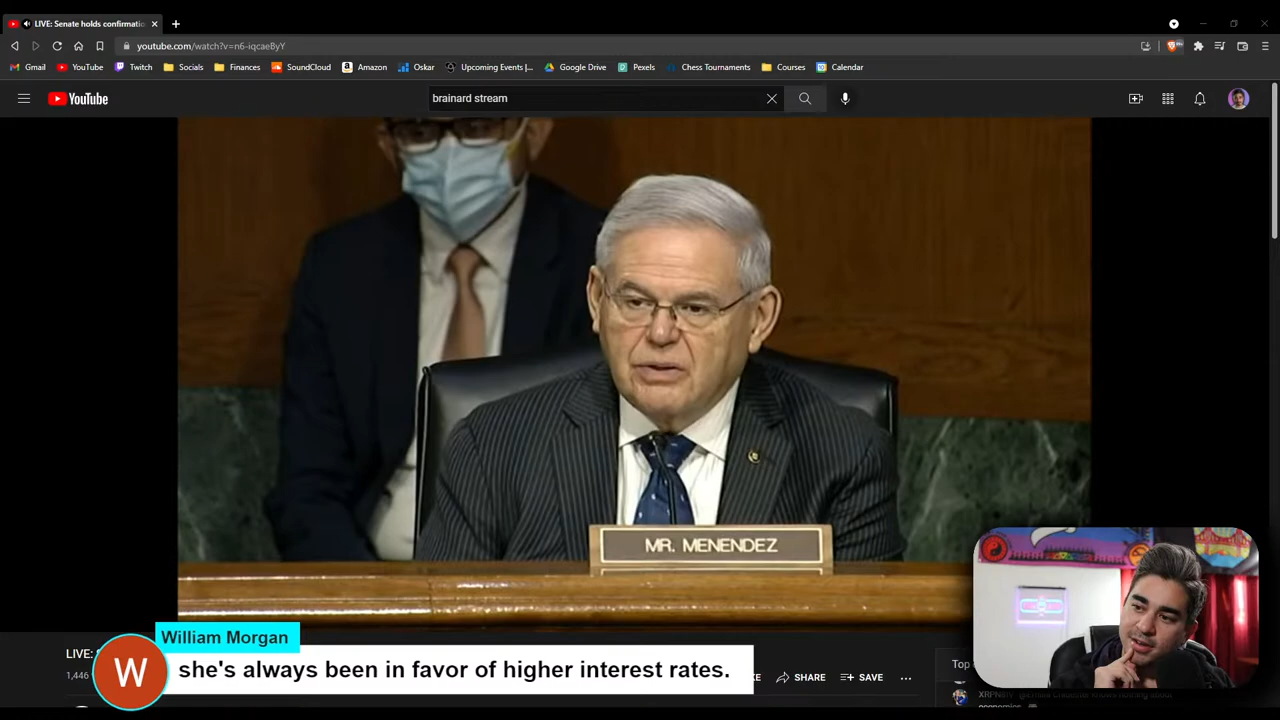 LIVE: Senate holds confirmatio
youtube.com/watch?v=n6-iqcaeByY
Gmail YouTube Twitch Socials Finances SoundCloud Amazon Oskar Upcoming Events |... Google Drive Pexels Chess Tournaments Courses Calendar
YouTube
brainard stream
MR. MENENDEZ
LIVE:
William Morgan
W
she's always been in favor of higher interest rates.
1,446
SHARE
SAVE
Top